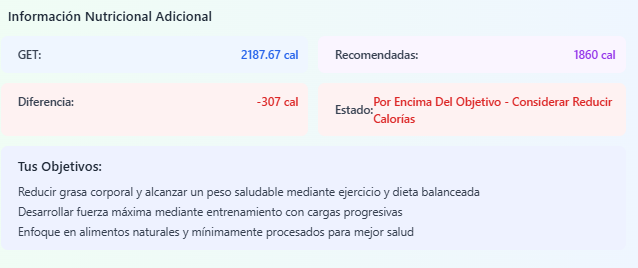 Información Nutricional Adicional
GET: 2187.67 cal
Recomendadas: 1860 cal
Diferencia: -307 cal
Estado: Por Encima Del Objetivo - Considerar Reducir
Calorías
Tus Objetivos:
Reducir grasa corporal y alcanzar un peso saludable mediante ejercicio y dieta balanceada
Desarrollar fuerza máxima mediante entrenamiento con cargas progresivas
Enfoque en alimentos naturales y mínimamente procesados para mejor salud